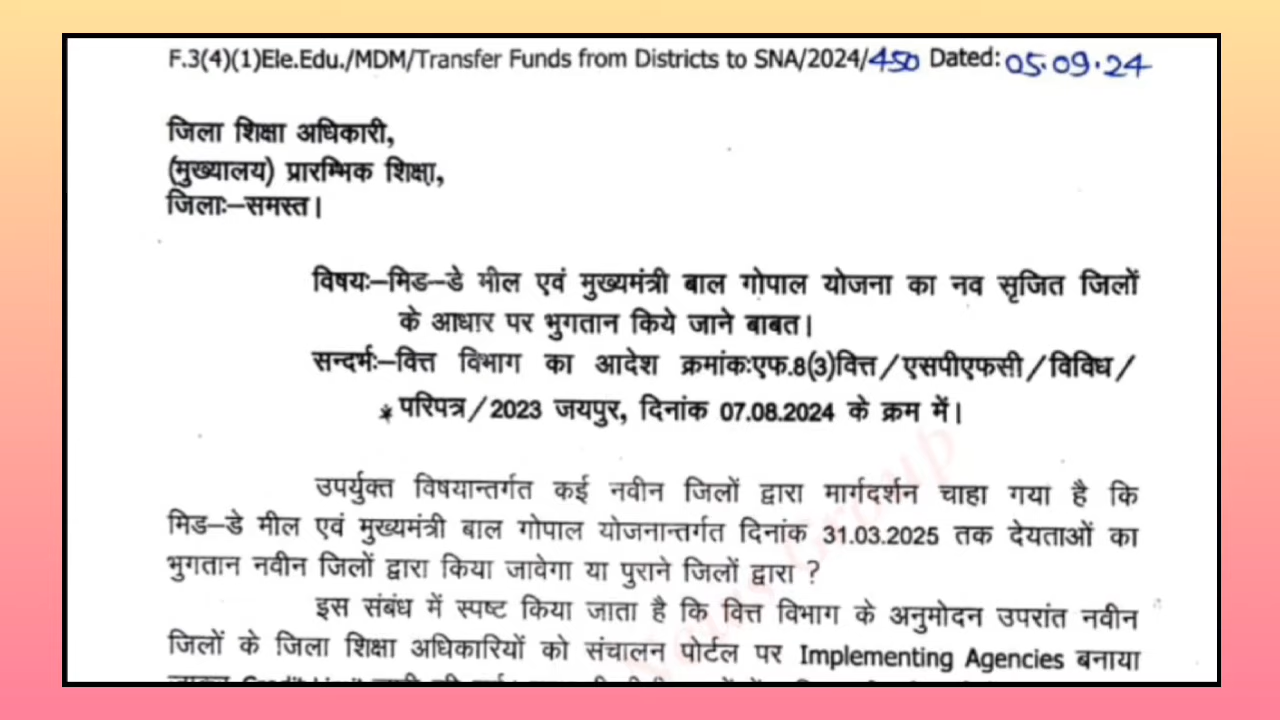 F.3(4)(1)Ele.Edu./MDM/Transfer Funds from Districts to SNA/2024/450 Dated: 05.09.24
जिला शिक्षा अधिकारी,
(मुख्यालय) प्रारम्भिक शिक्षा,
जिलाः–समस्त।
विषयः–मिड–डे मील एवं मुख्यमंत्री बाल गोपाल योजना का नव सृजित जिलों
के आधार पर भुगतान किये जाने बाबत।
सन्दर्भः–वित्त विभाग का आदेश क्रमांकःएफ.8(3)वित्त/एसपीएफसी/विविध/
परिपत्र/2023 जयपुर, दिनांक 07.08.2024 के क्रम में।
उपर्युक्त विषयान्तर्गत कई नवीन जिलों द्वारा मार्गदर्शन चाहा गया है कि
मिड–डे मील एवं मुख्यमंत्री बाल गोपाल योजनान्तर्गत दिनांक 31.03.2025 तक देयताओं का
भुगतान नवीन जिलों द्वारा किया जावेगा या पुराने जिलों द्वारा ?
इस संबंध में स्पष्ट किया जाता है कि वित्त विभाग के अनुमोदन उपरांत नवीन
जिलों के जिला शिक्षा अधिकारियों को संचालन पोर्टल पर Implementing Agencies बनाया